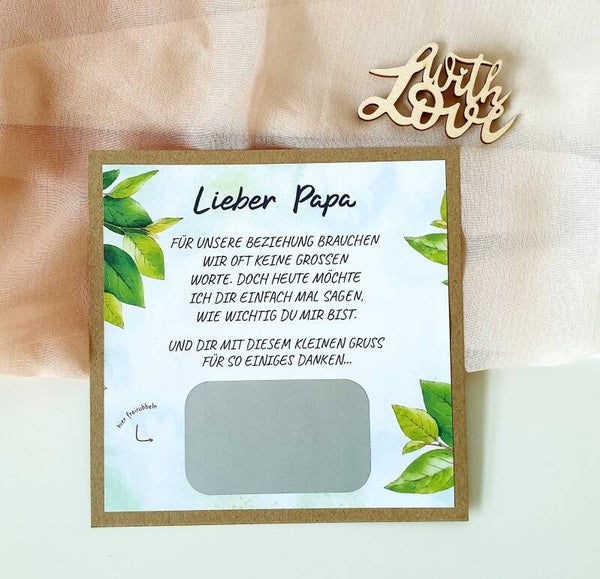 with
Love
Lieber Papa
FÜR UNSERE BEZIEHUNG BRAUCHEN
WIR OFT KEINE GROSSEN
WORTE. DOCH HEUTE MÖCHTE
ICH DIR EINFACH MAL SAGEN,
WIE WICHTIG DU MIR BIST.
UND DIR MIT DIESEM KLEINEN GRUSS
FÜR SO EINIGES DANKEN...
hier freirubbeln